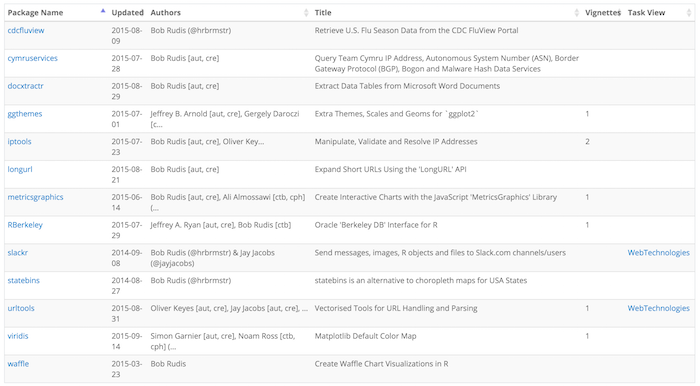 Package Name Updated Authors Title Vignettes Task View
cdcfluview 2015-08- Bob Rudis (@hrbrmstr) Retrieve U.S. Flu Season Data from the CDC FluView Portal
09
cymruservices 2015-07- Bob Rudis [aut, cre] Query Team Cymru IP Address, Autonomous System Number (ASN), Border
28 Gateway Protocol (BGP), Bogon and Malware Hash Data Services
docxtractr 2015-08- Bob Rudis [aut, cre] Extract Data Tables from Microsoft Word Documents
29
ggthemes 2015-07- Jeffrey B. Arnold [aut, cre], Gergely Daroczi Extra Themes, Scales and Geoms for `ggplot2` 1
01 [c...
iptools 2015-07- Bob Rudis [aut, cre], Oliver Key... Manipulate, Validate and Resolve IP Addresses 2
23
longurl 2015-08- Bob Rudis [aut, cre] Expand Short URLs Using the 'LongURL' API
21
metricsgraphics 2015-06- Bob Rudis [aut, cre], Ali Almossawi [ctb, cph] Create Interactive Charts with the JavaScript 'MetricsGraphics' Library 1
14 (...
RBerkeley 2015-07- Jeffrey A. Ryan [aut, cre], Bob Rudis [ctb] Oracle 'Berkeley DB' Interface for R 1
29
slackr 2014-09- Bob Rudis (@hrbrmstr) & Jay Jacobs Send messages, images, R objects and files to Slack.com channels/users WebTechnologies
08 (@jayjacobs)
statebins 2014-08- Bob Rudis (@hrbrmstr) statebins is an alternative to choropleth maps for USA States
27
urltools 2015-08- Oliver Keyes [aut, cre], Jay Jacobs [aut, cre], ... Vectorised Tools for URL Handling and Parsing 1 WebTechnologies
31
viridis 2015-09- Simon Garnier [aut, cre], Noam Ross [ctb, Matplotlib Default Color Map 1
14 cph] (...
waffle 2015-03- Bob Rudis Create Waffle Chart Visualizations in R
23